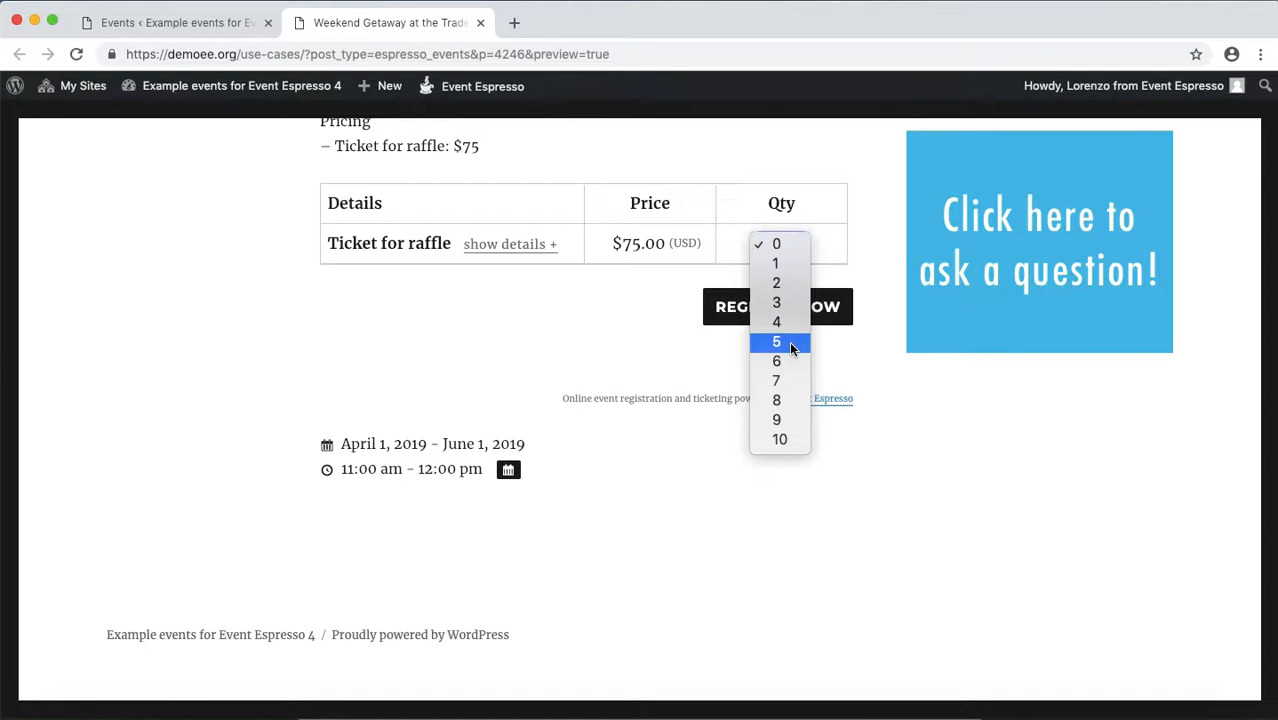 Events ‹ Example events for Ev
Weekend Getaway at the Trade
https://demoee.org/use-cases/?post_type=espresso_events&p=4246&preview=true
My Sites
Example events for Event Espresso 4
New
Event Espresso
Howdy, Lorenzo from Event Espresso
Pricing
– Ticket for raffle: $75
Details Price Qty
Ticket for raffle show details + $75.00 (USD)
✓ 0
1
2
3
4
5
6
7
8
9
10
Click here to
ask a question!
Online event registration and ticketing Espresso
April 1, 2019 - June 1, 2019
11:00 am - 12:00 pm
Example events for Event Espresso 4 / Proudly powered by WordPress